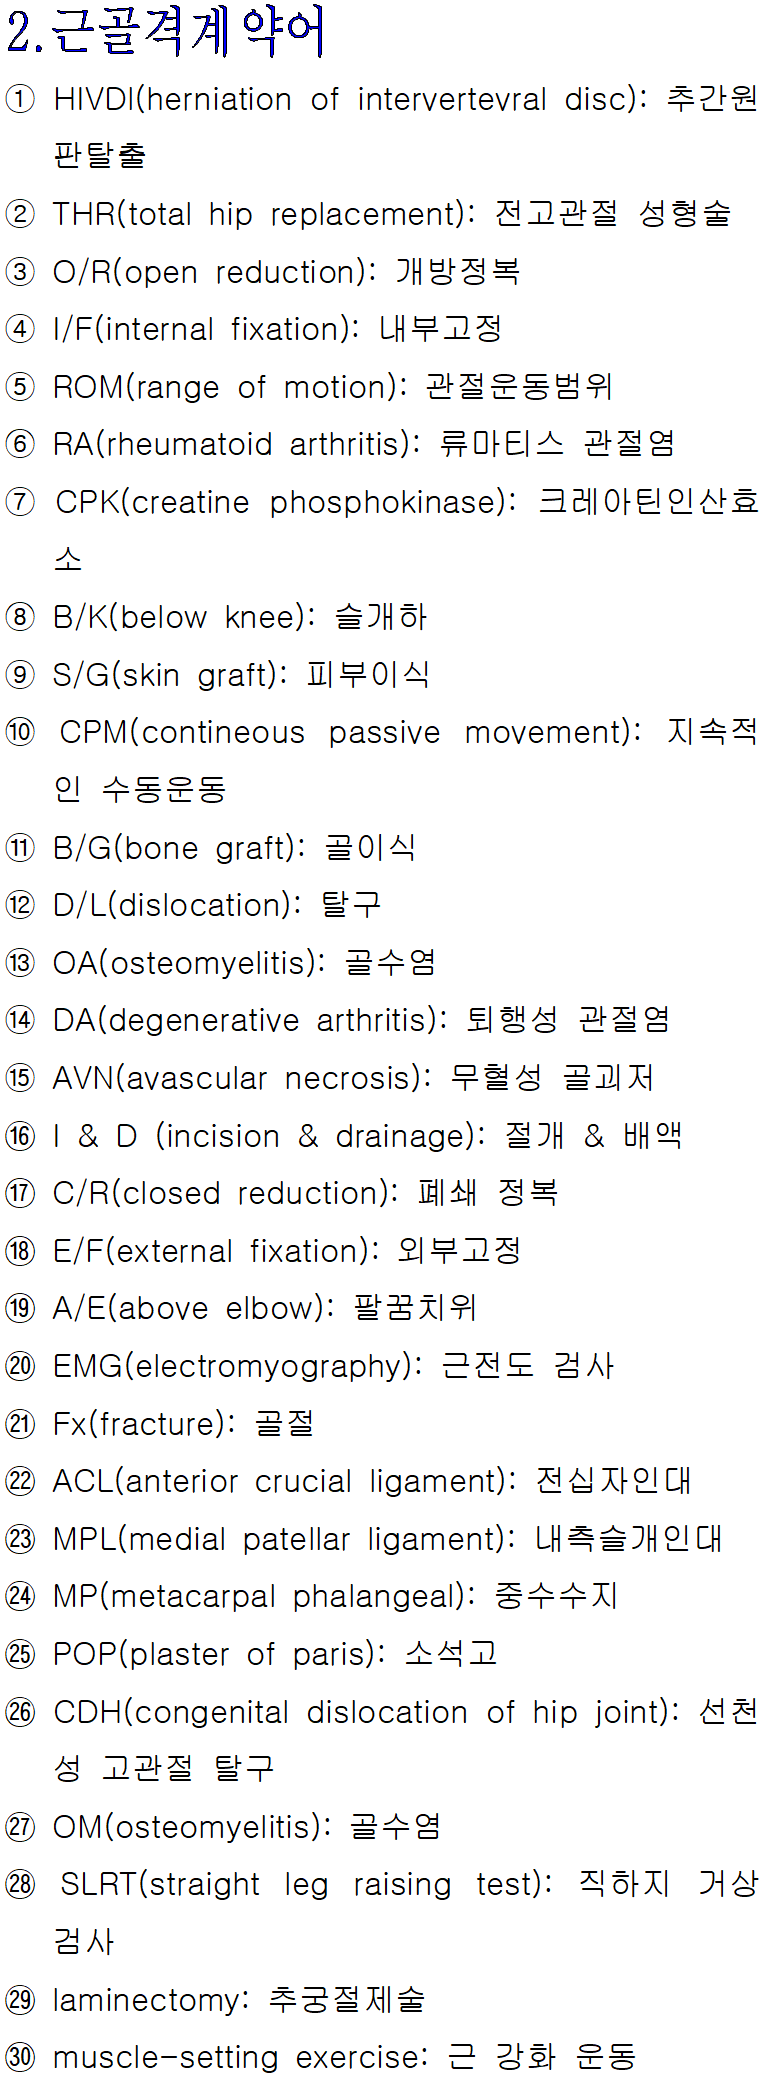 2.근골격계약어
① HIVDI(herniation of intervertevral disc): 추간원
판탈출
② THR(total hip replacement): 전고관절 성형술
③ O/R(open reduction): 개방정복
④ I/F(internal fixation): 내부고정
⑤ ROM(range of motion): 관절운동범위
⑥ RA(rheumatoid arthritis): 류마티스 관절염
⑦ CPK(creatine phosphokinase): 크레아틴인산효
소
⑧ B/K(below knee): 슬개하
⑨ S/G(skin graft): 피부이식
⑩ CPM(contineous passive movement): 지속적
인 수동운동
⑪ B/G(bone graft): 골이식
⑫ D/L(dislocation): 탈구
⑬ OA(osteomyelitis): 골수염
⑭ DA(degenerative arthritis): 퇴행성 관절염
⑮ AVN(avascular necrosis): 무혈성 골괴저
⑯ I & D (incision & drainage): 절개 & 배액
⑰ C/R(closed reduction): 폐쇄 정복
⑱ E/F(external fixation): 외부고정
⑲ A/E(above elbow): 팔꿈치위
⑳ EMG(electromyography): 근전도 검사
㉑ Fx(fracture): 골절
㉒ ACL(anterior crucial ligament): 전십자인대
㉓ MPL(medial patellar ligament): 내측슬개인대
㉔ MP(metacarpal phalangeal): 중수수지
㉕ POP(plaster of paris): 소석고
㉖ CDH(congenital dislocation of hip joint): 선천
성 고관절 탈구
㉗ OM(osteomyelitis): 골수염
㉘ SLRT(straight leg raising test): 직하지 거상
검사
㉙ laminectomy: 추궁절제술
㉚ muscle-setting exercise: 근 강화 운동